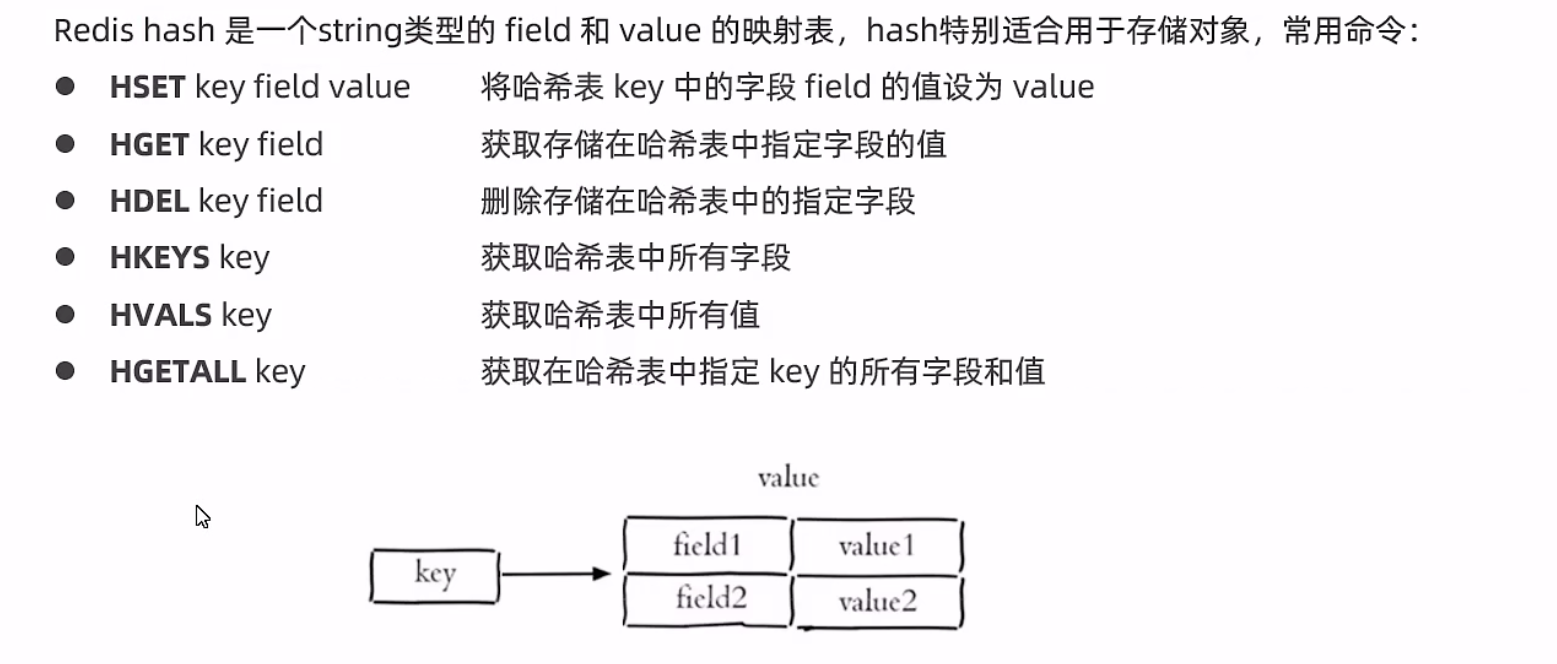 Redis hash 是一个string类型的 field 和 value 的映射表，hash特别适合用于存储对象，常用命令：
● HSET key field value 将哈希表 key 中的字段 field 的值设为 value
● HGET key field 获取存储在哈希表中指定字段的值
● HDEL key field 删除存储在哈希表中的指定字段
● HKEYS key 获取哈希表中所有字段
● HVALS key 获取哈希表中所有值
● HGETALL key 获取在哈希表中指定 key 的所有字段和值
value
field1 value1
key
field2 value2